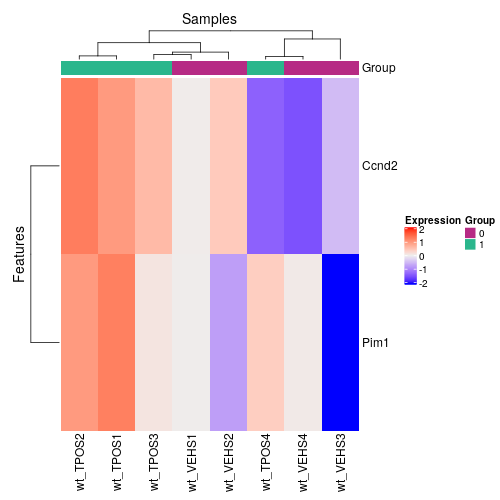 Samples
Group
Ccnd2
Features
Pim1
Expression
2
1
0
-1
-2
Group
0
1
wt_TPOS2
wt_TPOS1
wt_TPOS3
wt_VEHS1
wt_VEHS2
wt_TPOS4
wt_VEHS4
wt_VEHS3